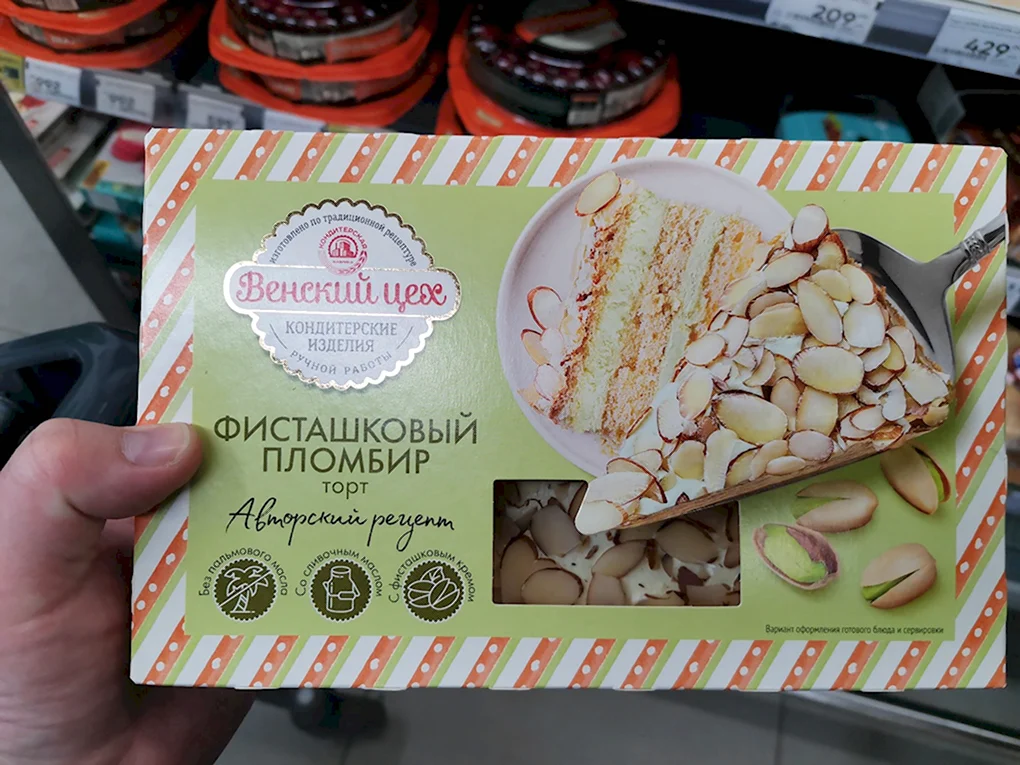 209
429
изготовлено по традиционной рецептуре
КОНДИТЕРСКАЯ
Венский цех
КОНДИТЕРСКИЕ
ИЗДЕЛИЯ
РУЧНОЙ РАБОТЫ
ФИСТАШКОВЫЙ
ПЛОМБИР
торт
Авторский рецепт
Без пальмового масла
Со сливочным маслом
С фисташковым кремом
Вариант оформления готового блюда и сервировки